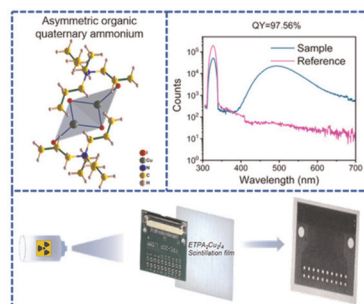 Asymmetric organic
quaternary ammonium
I
Cu
N
C
H
QY=97.56%
Sample
Reference
Counts
10⁵
10⁴
10³
10²
10¹
10⁰
300 400 500 600 700
Wavelength (nm)
ETPA₂Cu₂I₄
Scintillation film